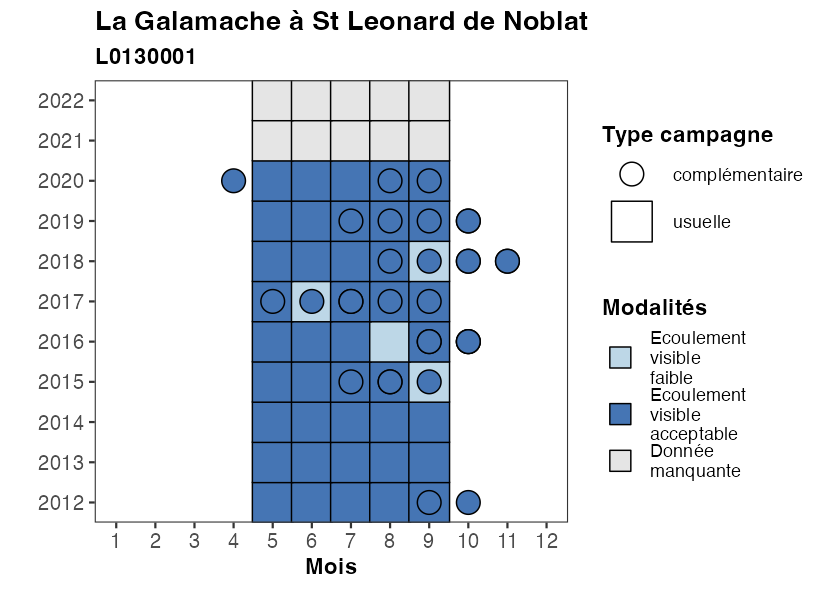 La Galamache à St Leonard de Noblat
L0130001
2022
2021
2020
2019
2018
2017
2016
2015
2014
2013
2012
1 2 3 4 5 6 7 8 9 10 11 12
Mois
Type campagne
complémentaire
usuelle
Modalités
Ecoulement
visible
faible
Ecoulement
visible
acceptable
Donnée
manquante